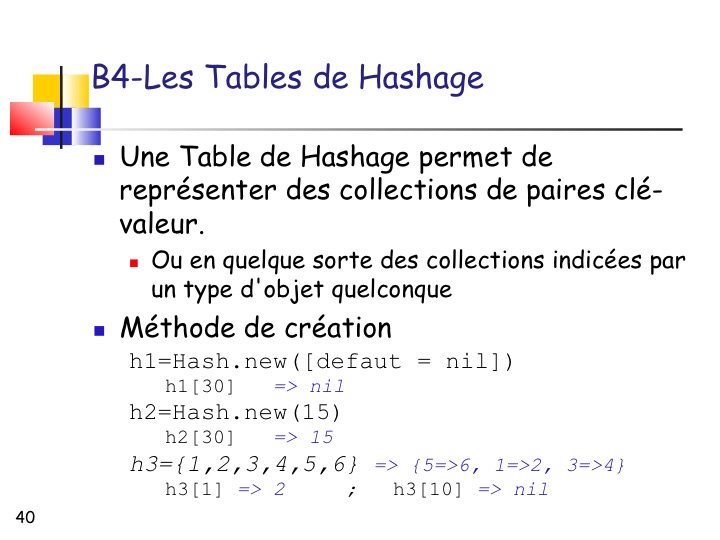 B4-Les Tables de Hashage
Une Table de Hashage permet de
représenter des collections de paires clé-
valeur.
Ou en quelque sorte des collections indicées par
un type d'objet quelconque
Méthode de création
h1=Hash.new([defaut = nil])
h1[30] => nil
h2=Hash.new(15)
h2[30] => 15
h3={1,2,3,4,5,6} => {5=>6, 1=>2, 3=>4}
h3[1] => 2 ; h3[10] => nil
40